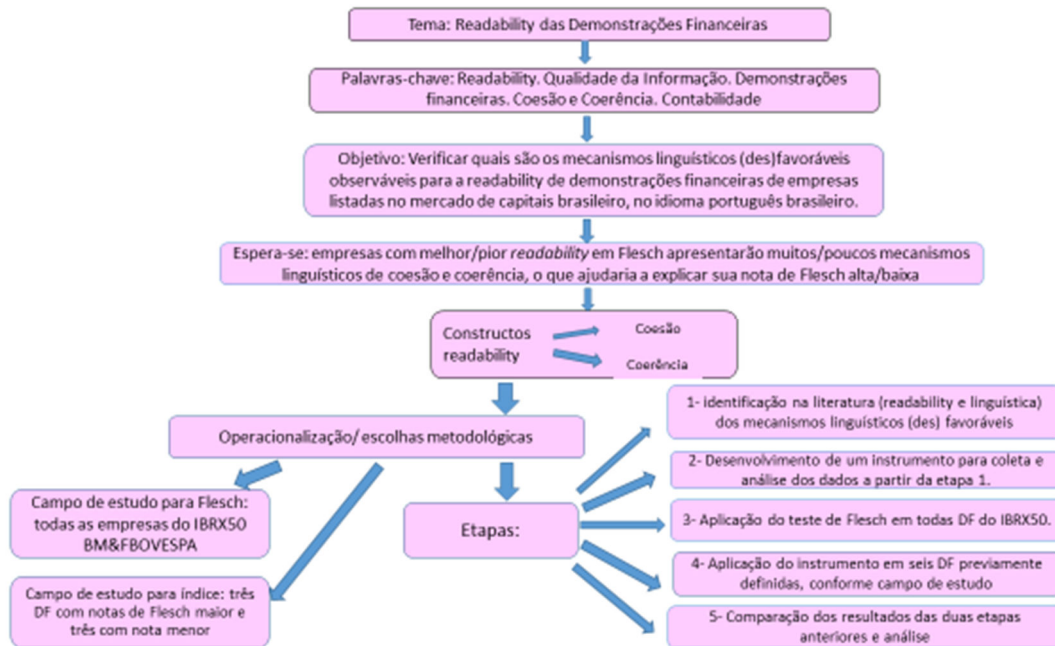 Tema: Readability das Demonstrações Financeiras
Palavras-chave: Readability. Qualidade da Informação. Demonstrações
financeiras. Coesão e Coerência. Contabilidade
Objetivo: Verificar quais são os mecanismos linguísticos (des)favoráveis
observáveis para a readability de demonstrações financeiras de empresas
listadas no mercado de capitais brasileiro, no idioma português brasileiro.
Espera-se: empresas com melhor/pior readability em Flesch apresentarão muitos/poucos mecanismos
linguísticos de coesão e coerência, o que ajudaria a explicar sua nota de Flesch alta/baixa
Constructos
readability
Coesão
Coerência
Operacionalização/ escolhas metodológicas
Campo de estudo para Flesch:
todas as empresas do IBRX50
BM&FBOVESPA
Campo de estudo para índice: três
DF com notas de Flesch maior e
três com nota menor
Etapas:
1- identificação na literatura (readability e linguística)
dos mecanismos linguísticos (des) favoráveis
2- Desenvolvimento de um instrumento para coleta e
análise dos dados a partir da etapa 1.
3- Aplicação do teste de Flesch em todas DF do IBRX50.
4- Aplicação do instrumento em seis DF previamente
definidas, conforme campo de estudo
5- Comparação dos resultados das duas etapas
anteriores e análise